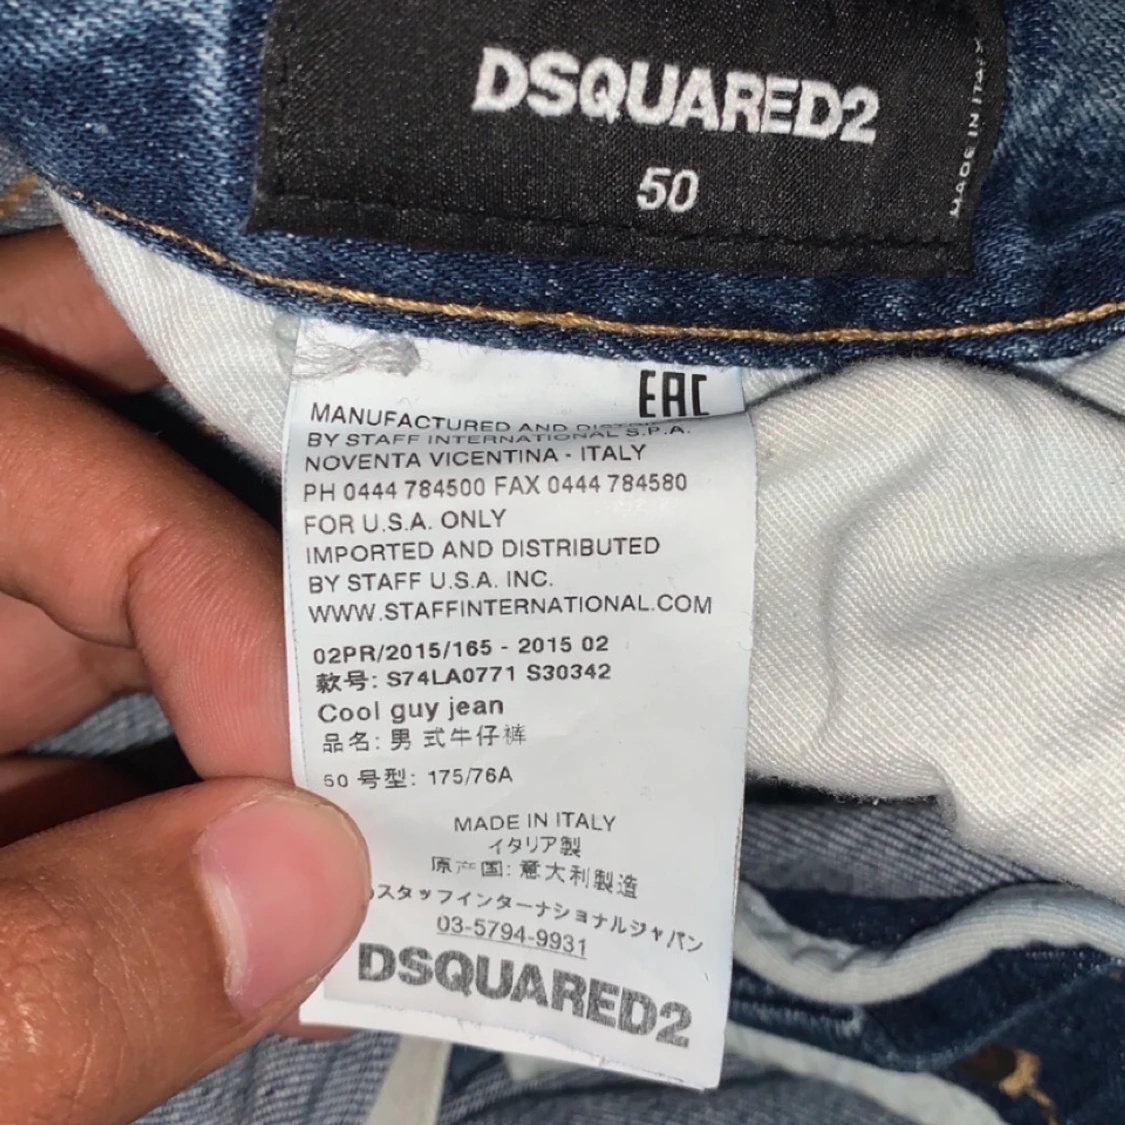 DSQUARED2
50
MADE IN ITALY
EAC
MANUFACTURED AND
BY STAFF INTERNATIONAL S.P.A.
NOVENTA VICENTINA - ITALY
PH 0444 784500 FAX 0444 784580
FOR U.S.A. ONLY
IMPORTED AND DISTRIBUTED
BY STAFF U.S.A. INC.
WWW.STAFFINTERNATIONAL.COM
02PR/2015/165 - 2015 02
款号: S74LA0771 S30342
Cool guy jean
品名: 男 式牛仔裤
50 号型: 175/76A
MADE IN ITALY
イタリア製
原产国: 意大利製造
スタッフインターナショナルジャパン
03-5794-9931
DSQUARED2